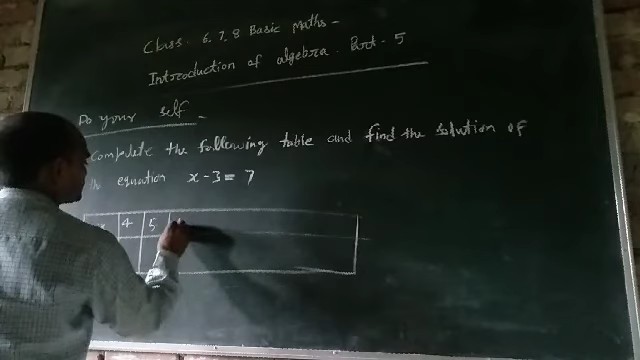 Class. 6, 7, 8 Basic Maths -
Introduction of algebra. Part - 5
Do your self -
complete the following table and find the solution of
the equation x - 3 = 7
4 5